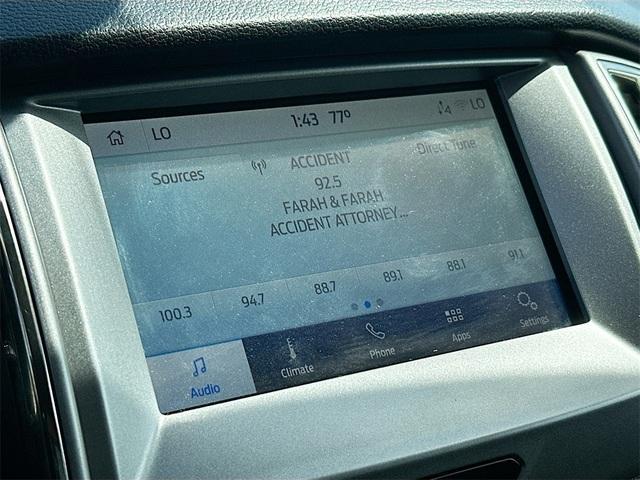 LO 1:43 77° 4 LO
Sources ACCIDENT Direct Tune
92.5
FARAH & FARAH
ACCIDENT ATTORNEY...
100.3 94.7 88.7 89.1 88.1 91.1
Audio Climate Phone Apps Settings